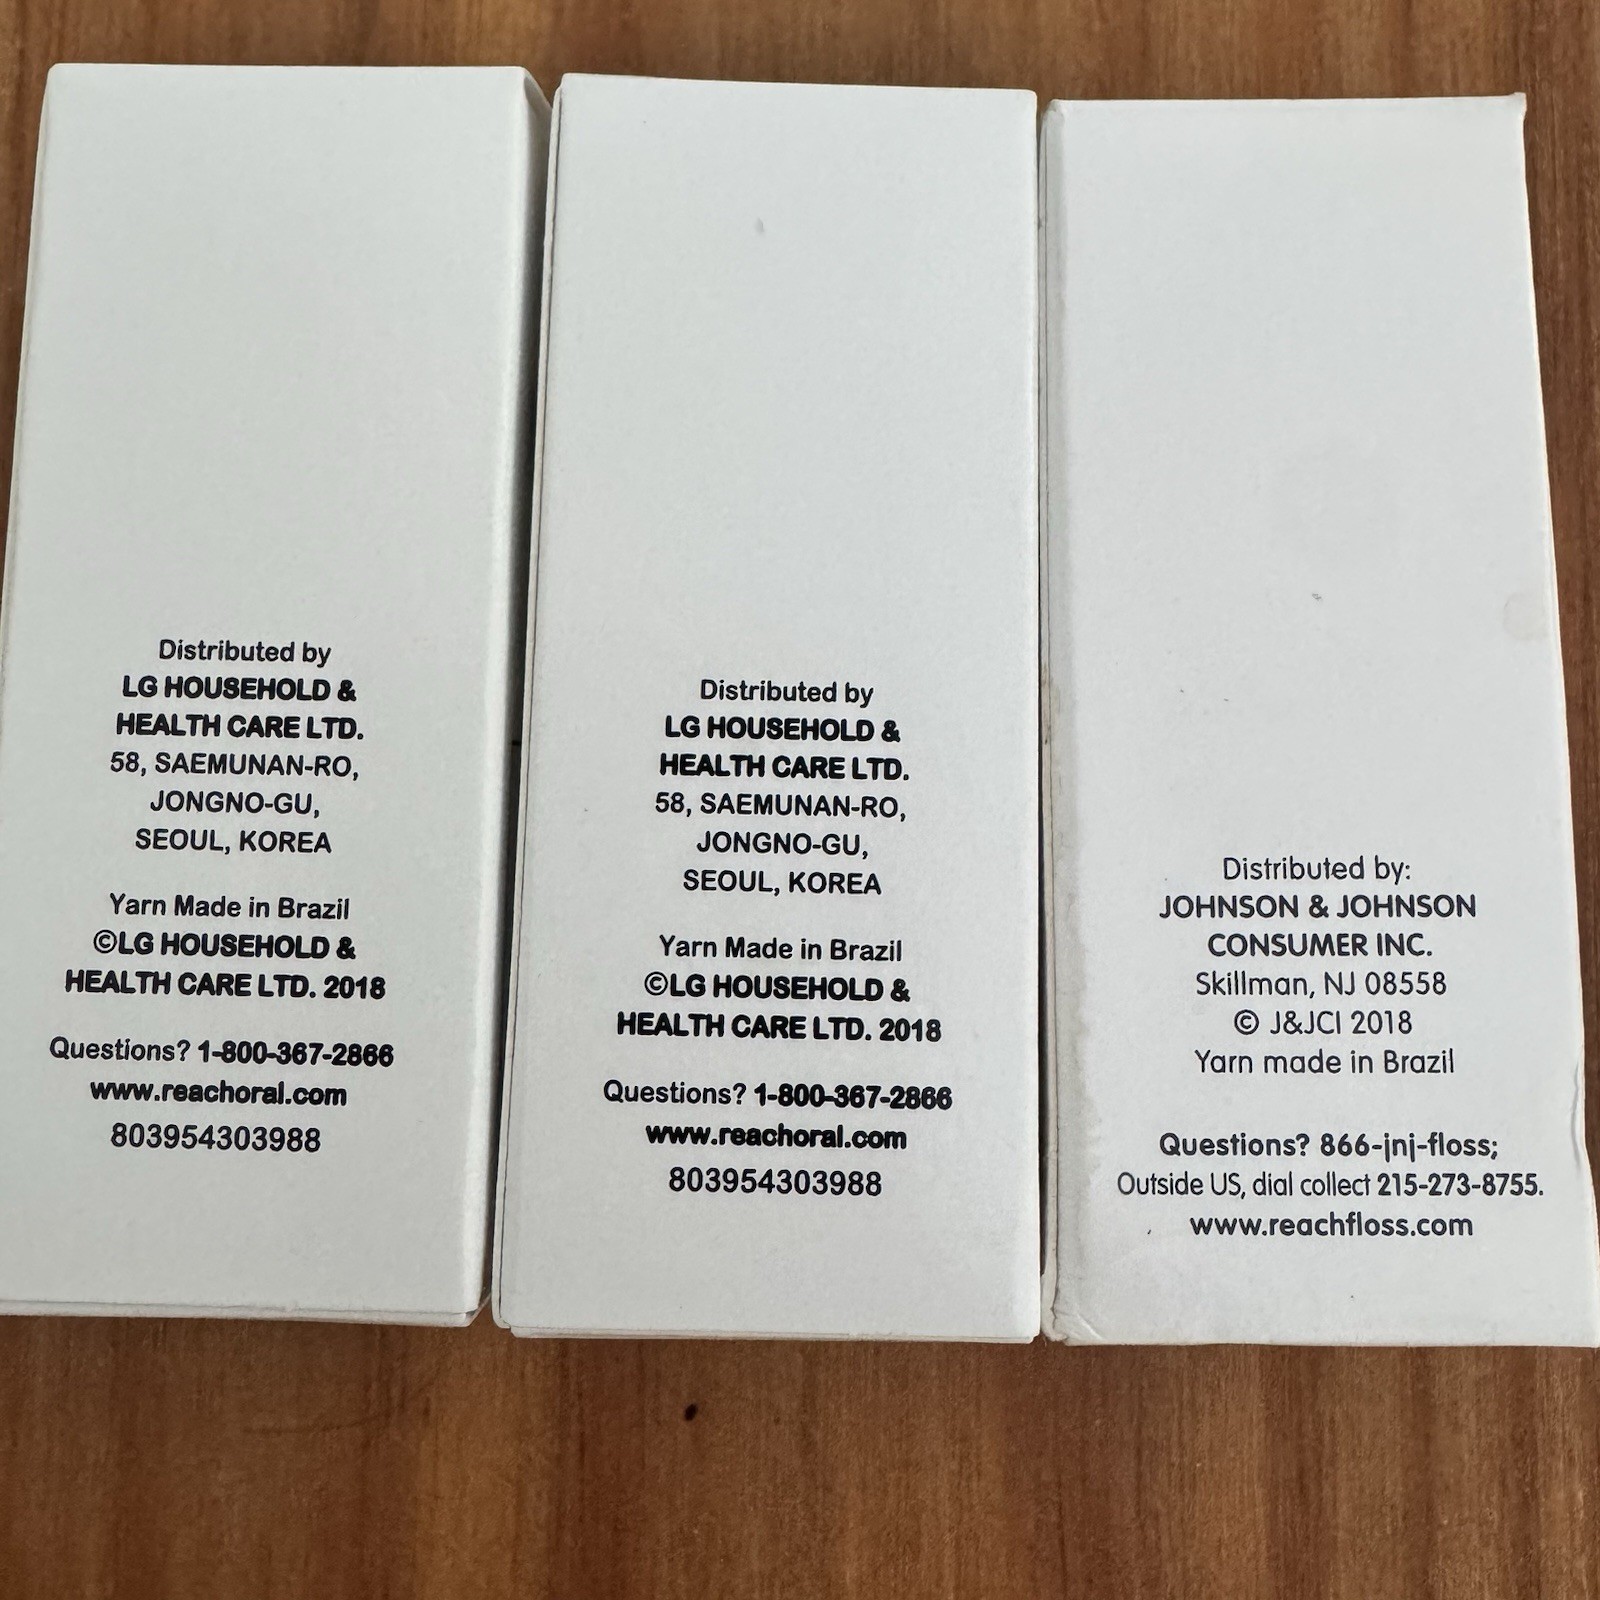 Distributed by
LG HOUSEHOLD &
HEALTH CARE LTD.
58, SAEMUNAN-RO,
JONGNO-GU,
SEOUL, KOREA
Yarn Made in Brazil
©LG HOUSEHOLD &
HEALTH CARE LTD. 2018
Questions? 1-800-367-2866
www.reachoral.com
803954303988
Distributed by
LG HOUSEHOLD &
HEALTH CARE LTD.
58, SAEMUNAN-RO,
JONGNO-GU,
SEOUL, KOREA
Yarn Made in Brazil
©LG HOUSEHOLD &
HEALTH CARE LTD. 2018
Questions? 1-800-367-2866
www.reachoral.com
803954303988
Distributed by:
JOHNSON & JOHNSON
CONSUMER INC.
Skillman, NJ 08558
© J&JCI 2018
Yarn made in Brazil
Questions? 866-jnj-floss;
Outside US, dial collect 215-273-8755.
www.reachfloss.com